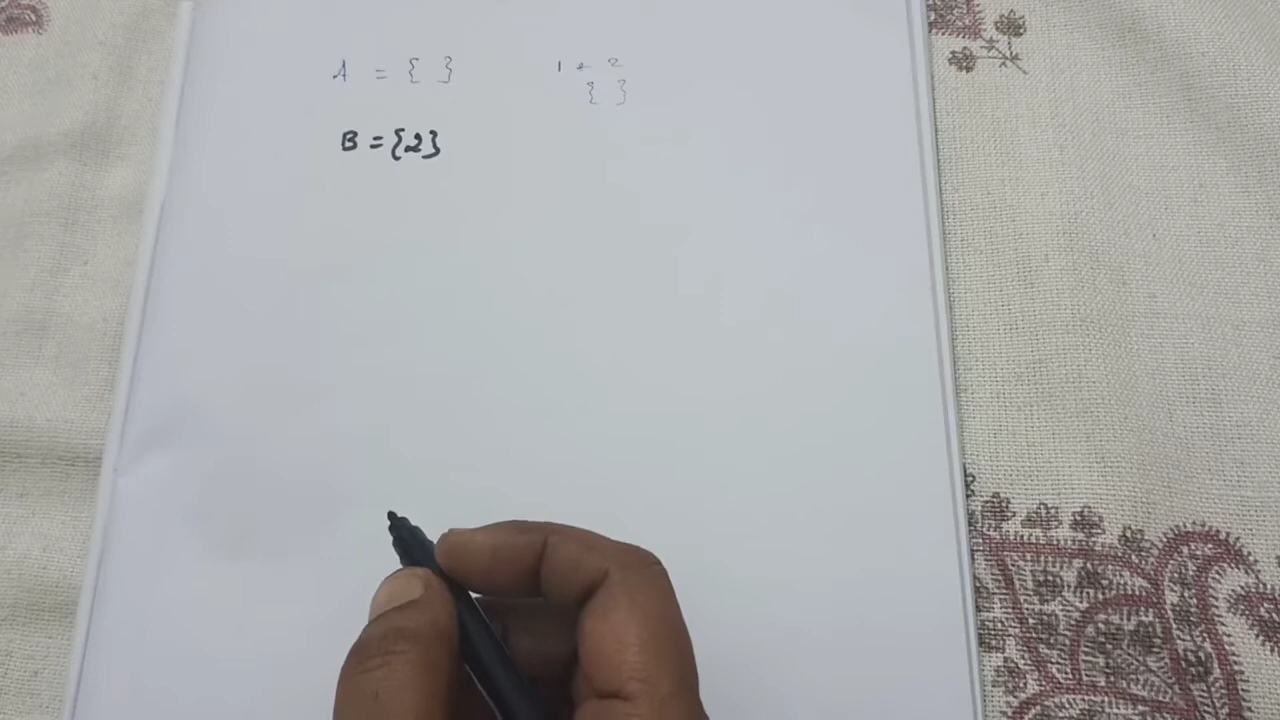 A = { } 1 & 2
{ }
B = {2}